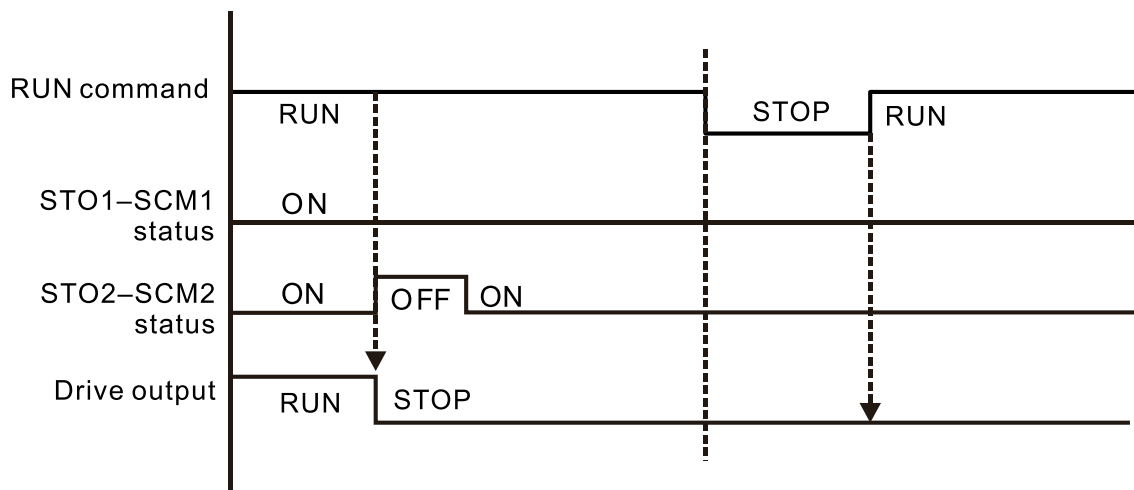 RUN command
RUN
STOP
RUN
STO1–SCM1
status
ON
STO2–SCM2
status
ON
OFF
ON
Drive output
RUN
STOP